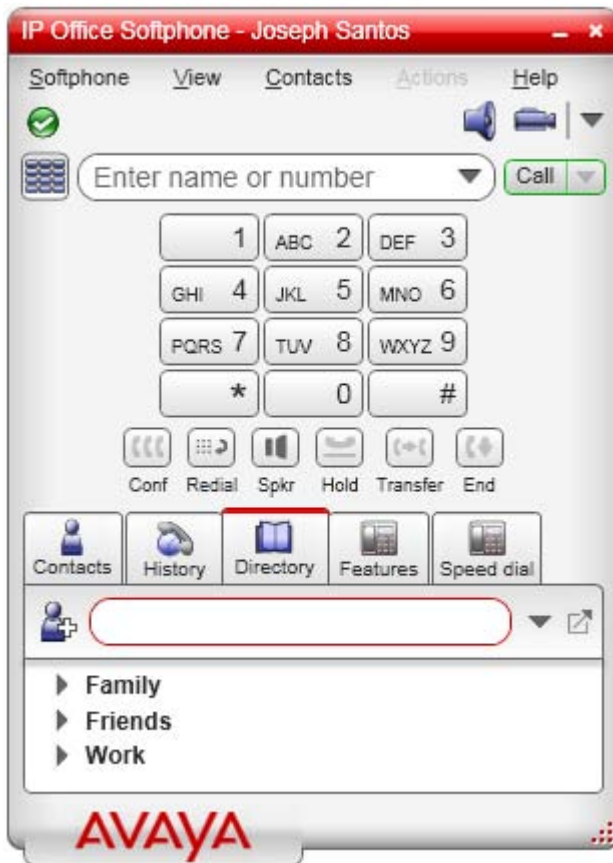 IP Office Softphone - Joseph Santos
Softphone View Contacts Actions Help
Enter name or number Call
1 ABC 2 DEF 3
GHI 4 JKL 5 MNO 6
PQRS 7 TUV 8 WXYZ 9
* 0 #
Conf Redial Spkr Hold Transfer End
Contacts History Directory Features Speed dial
Family
Friends
Work
AVAYA